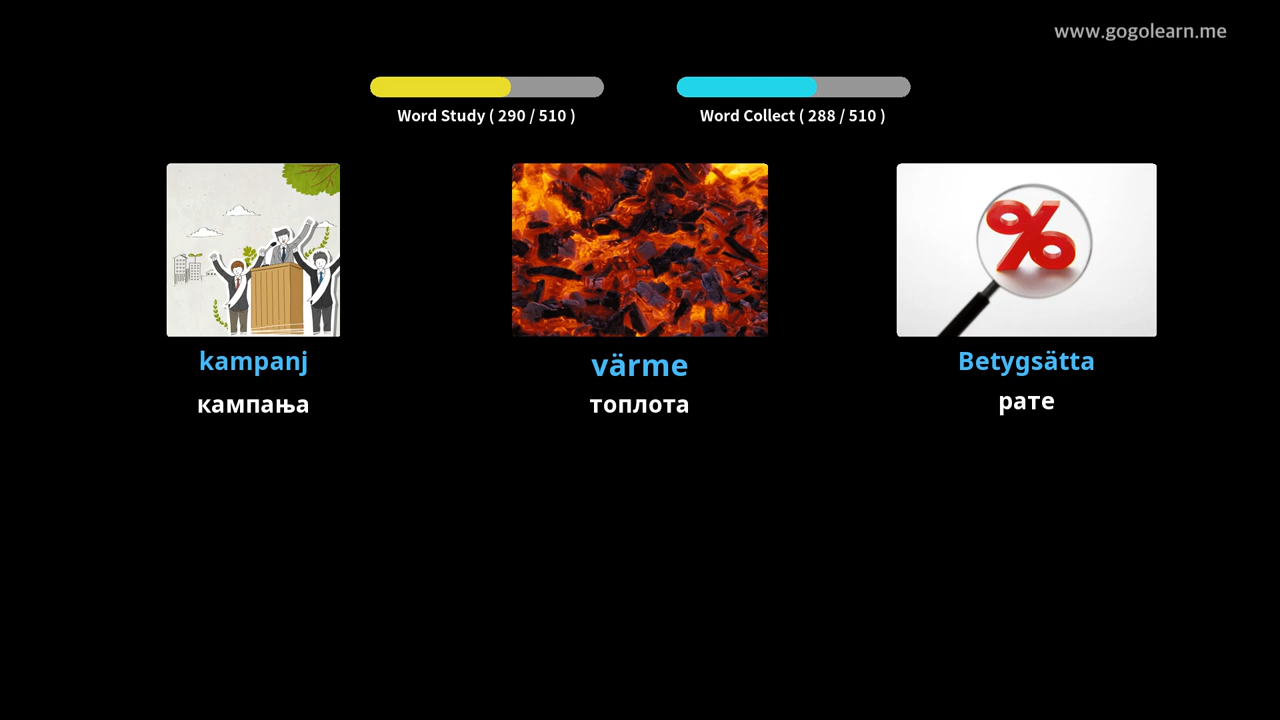 www.gogolearn.me
Word Study ( 290 / 510 )
Word Collect ( 288 / 510 )
%
kampanj
värme
Betygsätta
кампања
топлота
рате